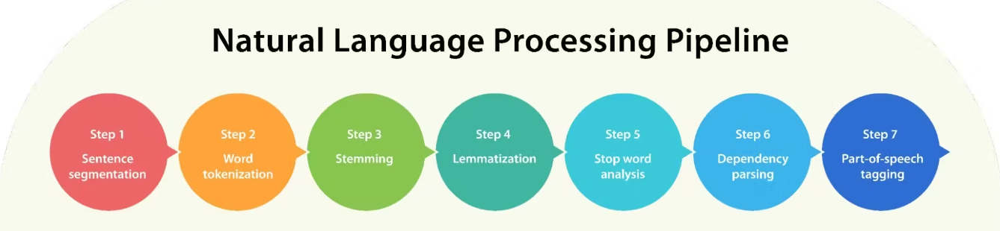 Natural Language Processing Pipeline
Step 1
Sentence
segmentation
Step 2
Word
tokenization
Step 3
Stemming
Step 4
Lemmatization
Step 5
Stop word
analysis
Step 6
Dependency
parsing
Step 7
Part-of-speech
tagging